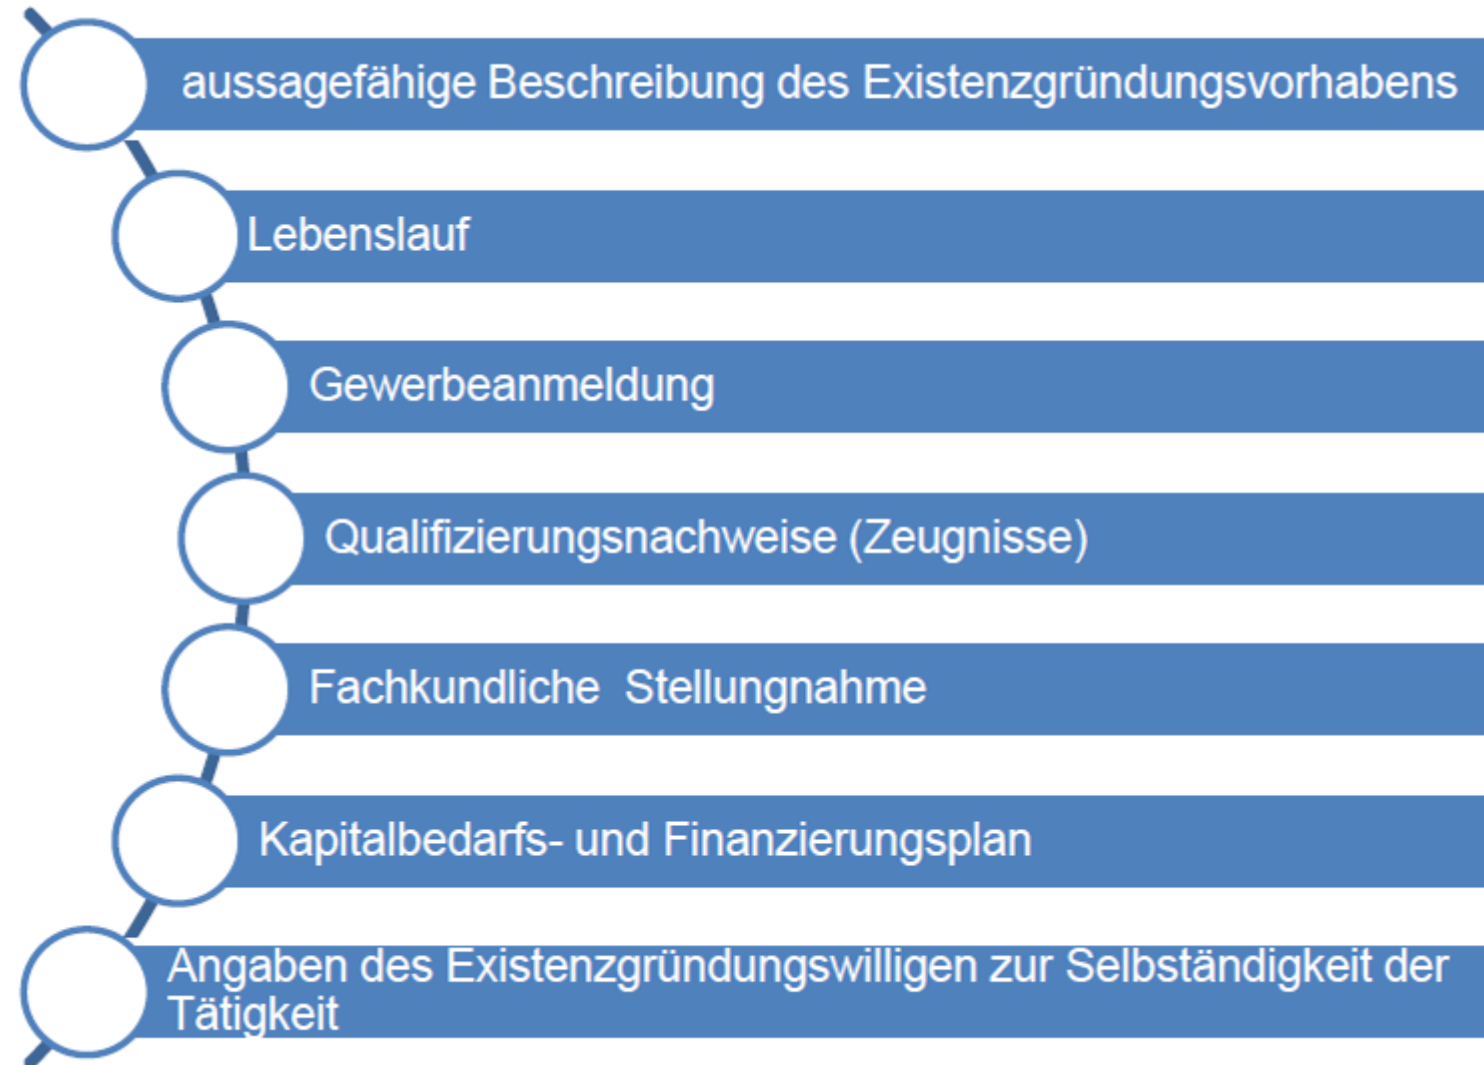 aussagefähige Beschreibung des Existenzgründungsvorhabens
Lebenslauf
Gewerbeanmeldung
Qualifizierungsnachweise (Zeugnisse)
Fachkundliche  Stellungnahme
Kapitalbedarfs- und Finanzierungsplan
Angaben des Existenzgründungswilligen zur Selbständigkeit der
Tätigkeit